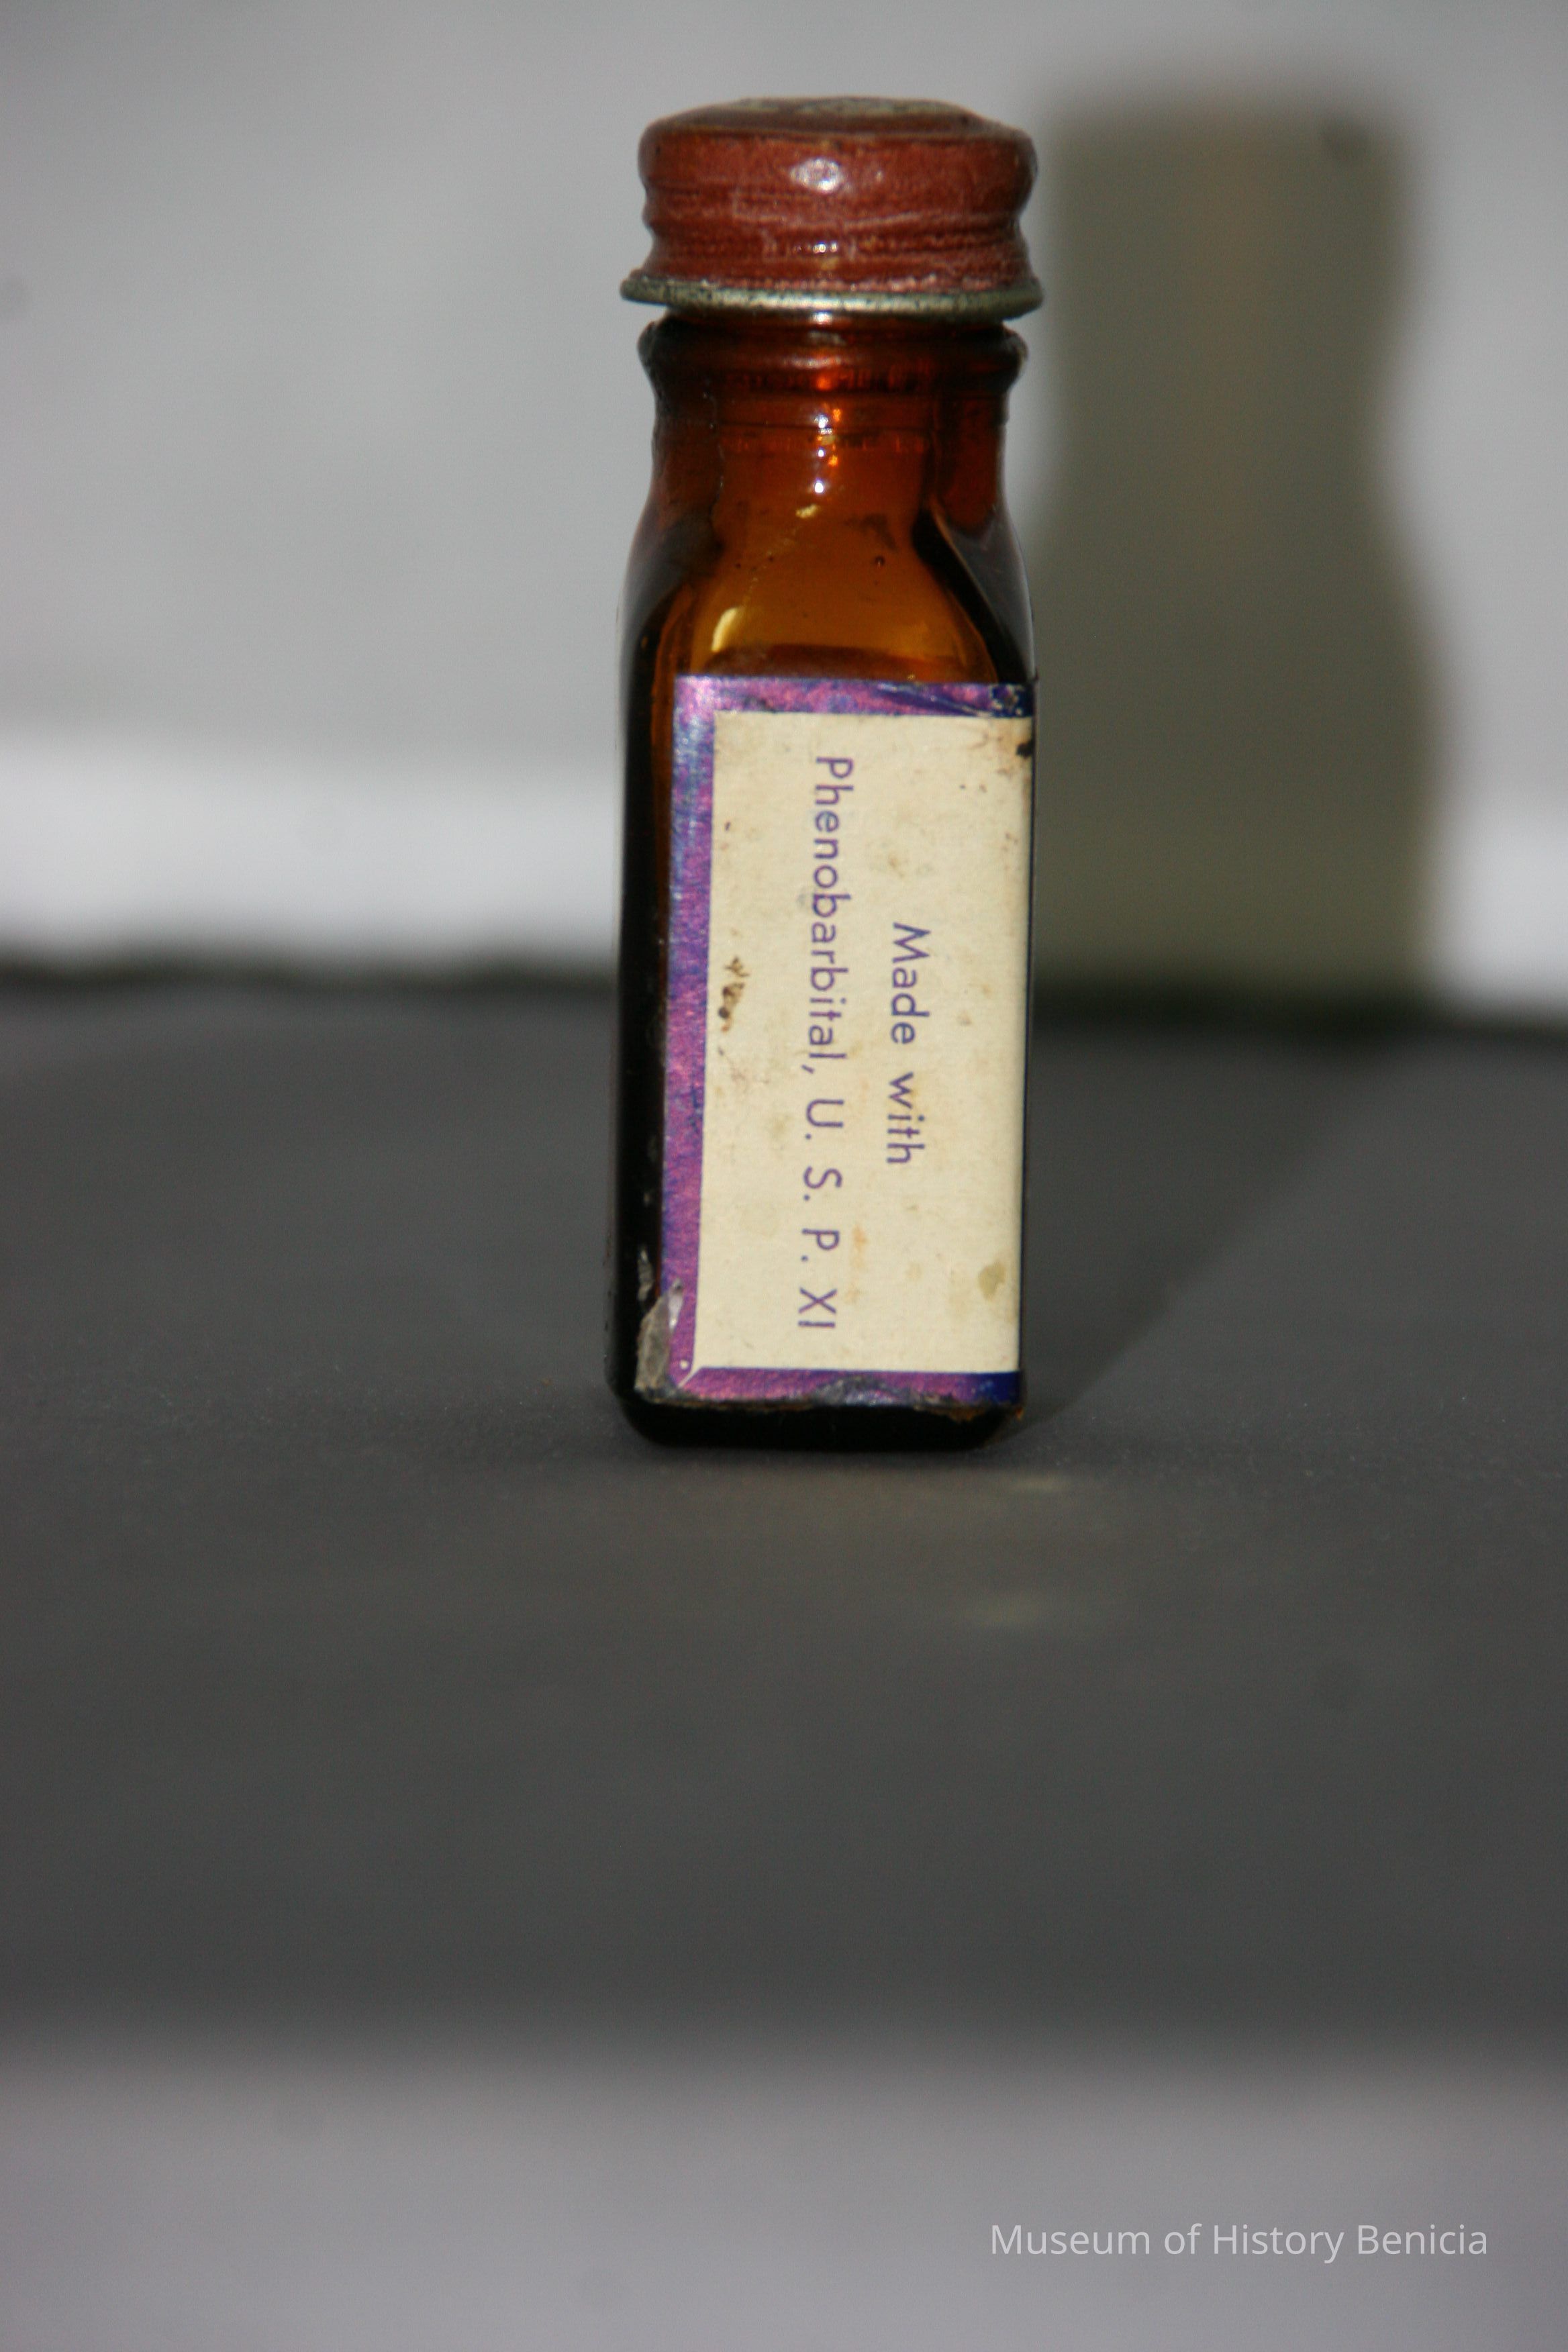 Made with
Phenobarbital, U. S. P. XI
Museum of History Benicia